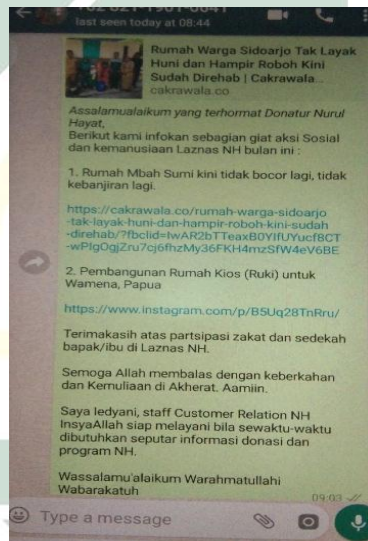 last seen today at 08:44
Rumah Warga Sidoarjo Tak Layak
Huni dan Hampir Roboh Kini
Sudah Direhab | Cakrawala...
cakrawala.co
Assalamualaikum yang terhormat Donatur Nurul
Hayat,
Berikut kami infokan sebagian giat aksi Sosial
dan kemanusiaan Laznas NH bulan ini :
1. Rumah Mbah Sumi kini tidak bocor lagi, tidak
kebanjiran lagi.
https://cakrawala.co/rumah-warga-sidoarjo
-tak-layak-huni-dan-hampir-roboh-kini-sudah
-direhab/?fbclid=IwAR2bTTeaxB0YIfUYucf8CT
-wPIgOgjZru7cj6fhzMy36FKH4mzSfW4eV6BE
2. Pembangunan Rumah Kios (Ruki) untuk
Wamena, Papua
https://www.instagram.com/p/B5Uq28TnRru/
Terimakasih atas partsipasi zakat dan sedekah
bapak/ibu di Laznas NH.
Semoga Allah membalas dengan keberkahan
dan Kemuliaan di Akherat. Aamiin.
Saya ledyani, staff Customer Relation NH
InsyaAllah siap melayani bila sewaktu-waktu
dibutuhkan seputar informasi donasi dan
program NH.
Wassalamu'alaikum Warahmatullahi
Wabarakatuh
09:03
Type a message